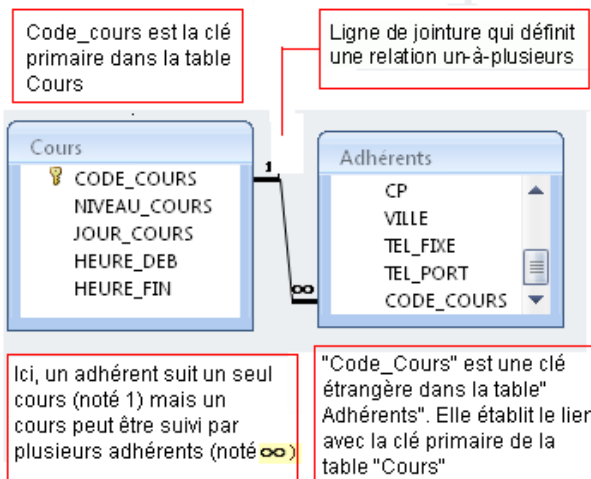 Code_cours est la clé
primaire dans la table
Cours
Ligne de jointure qui définit
une relation un-à-plusieurs
Cours
CODE_COURS
NIVEAU_COURS
JOUR_COURS
HEURE_DEB
HEURE_FIN
1
∞
Adhérents
CP
VILLE
TEL_FIXE
TEL_PORT
CODE_COURS
Ici, un adhérent suit un seul
cours (noté 1) mais un
cours peut être suivi par
plusieurs adhérents (noté ∞)
"Code_Cours" est une clé
étrangère dans la table"
Adhérents". Elle établit le lien
avec la clé primaire de la
table "Cours"